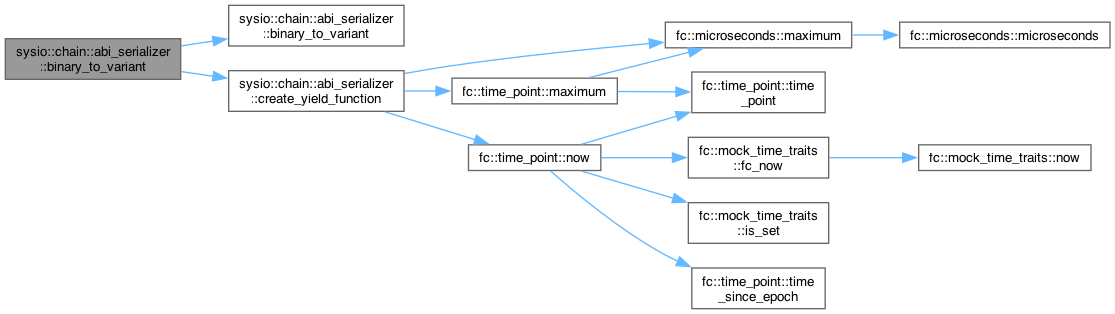 sysio::chain::abi_serializer
::binary_to_variant
sysio::chain::abi_serializer
::binary_to_variant
sysio::chain::abi_serializer
::create_yield_function
fc::microseconds::maximum
fc::microseconds::microseconds
fc::time_point::maximum
fc::time_point::time
_point
fc::time_point::now
fc::mock_time_traits
::fc_now
fc::mock_time_traits::now
fc::mock_time_traits
::is_set
fc::time_point::time
_since_epoch